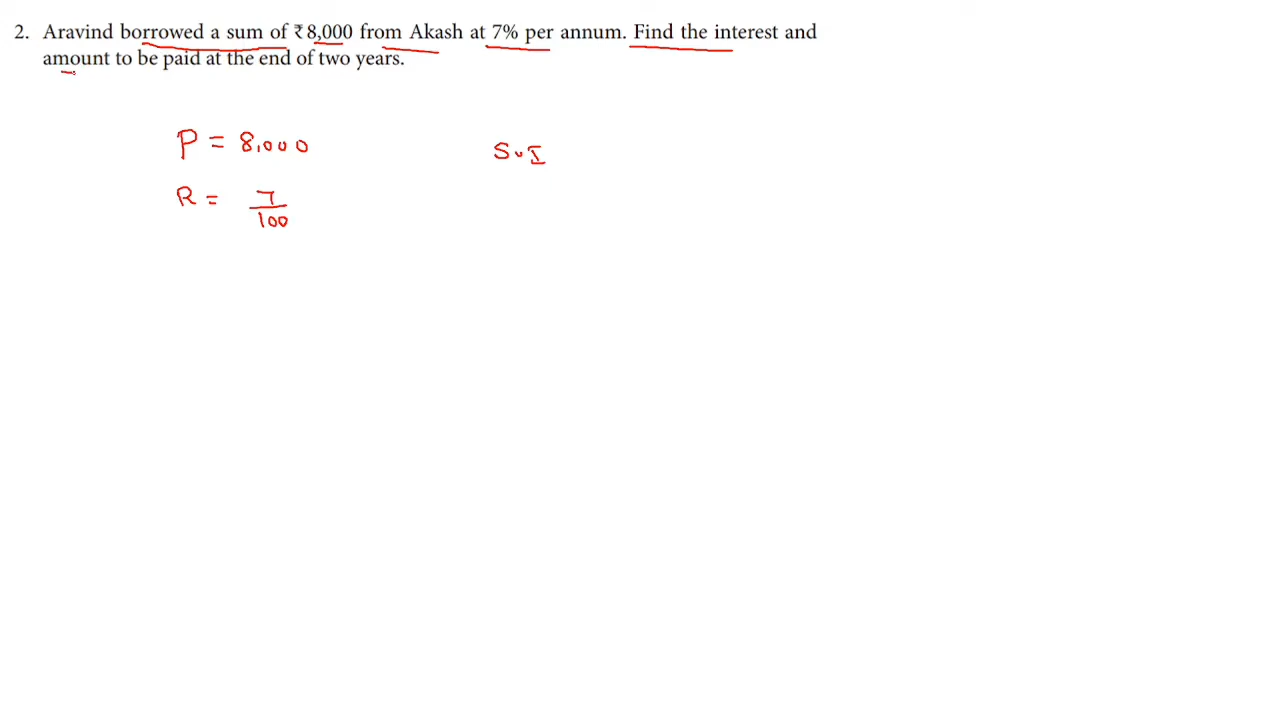 2. Aravind borrowed a sum of ₹ 8,000 from Akash at 7% per annum. Find the interest and
amount to be paid at the end of two years.
P = 8,000
S.I
R = 7/100